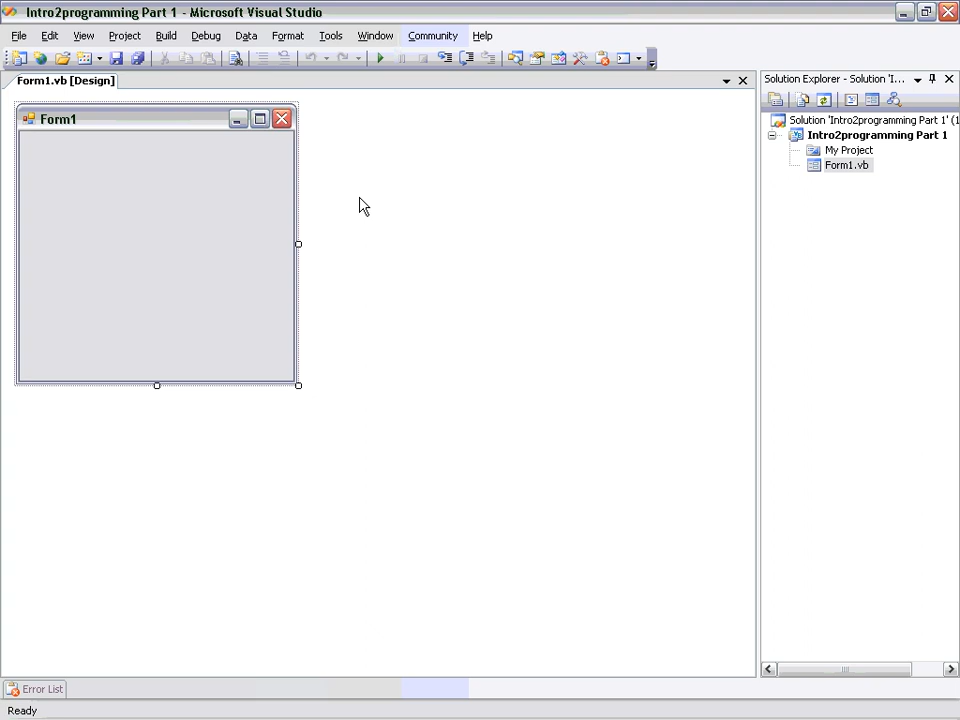 Intro2programming Part 1 - Microsoft Visual Studio
File Edit View Project Build Debug Data Format Tools Window Community Help
Form1.vb [Design]
Solution Explorer - Solution 'I...
Form1
Solution 'Intro2programming Part 1' (1
Intro2programming Part 1
My Project
Form1.vb
Error List
Ready